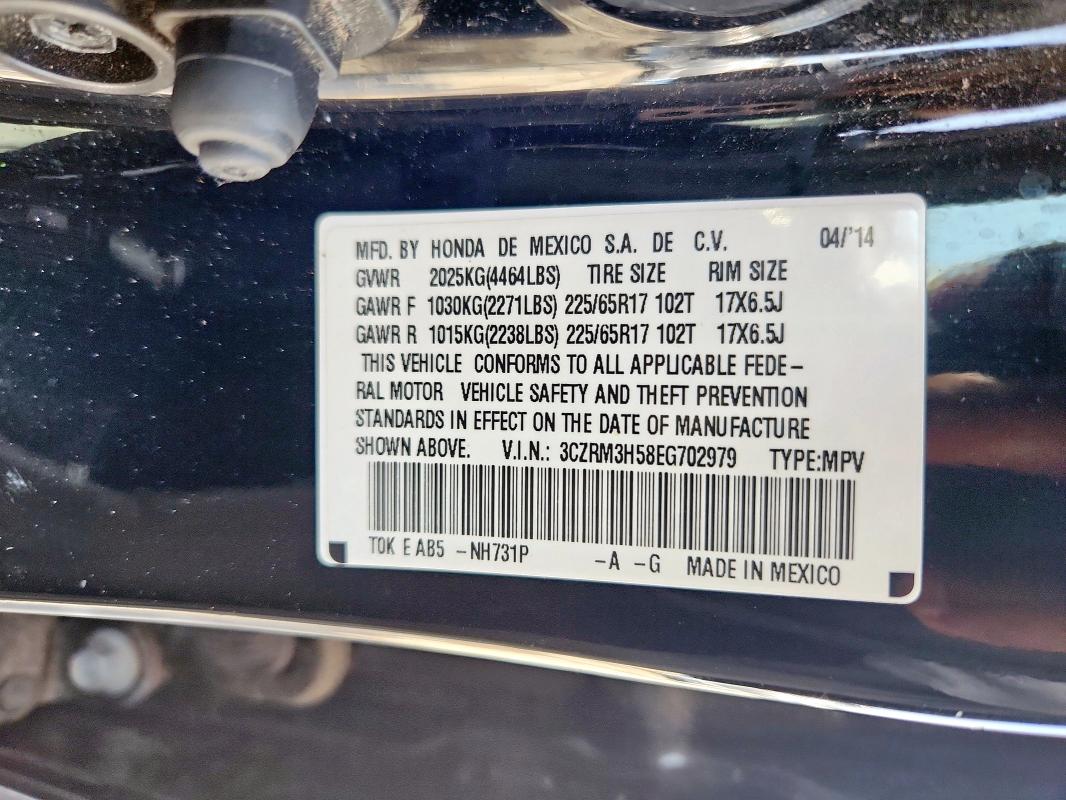 MFD. BY HONDA DE MEXICO S.A. DE C.V. 04/'14
GVWR 2025KG(4464LBS) TIRE SIZE RIM SIZE
GAWR F 1030KG(2271LBS) 225/65R17 102T 17X6.5J
GAWR R 1015KG(2238LBS) 225/65R17 102T 17X6.5J
THIS VEHICLE CONFORMS TO ALL APPLICABLE FEDE-
RAL MOTOR VEHICLE SAFETY AND THEFT PREVENTION
STANDARDS IN EFFECT ON THE DATE OF MANUFACTURE
SHOWN ABOVE. V.I.N.: 3CZRM3H58EG702979 TYPE:MPV
T0K E AB5 -NH731P -A -G MADE IN MEXICO